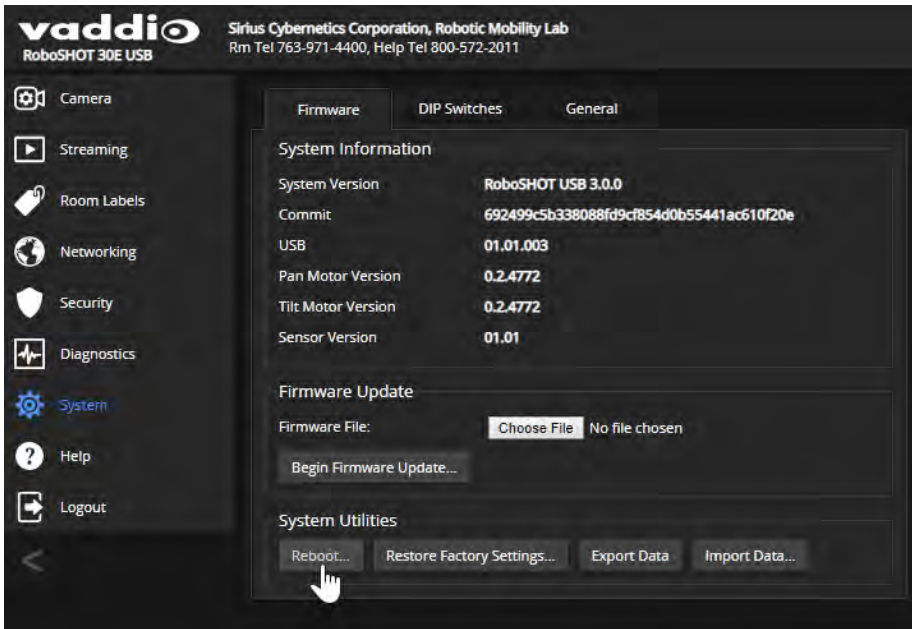 vaddio
RoboSHOT 30E USB
Sirius Cybernetics Corporation, Robotic Mobility Lab
Rm Tel 763-971-4400, Help Tel 800-572-2011
Camera
Streaming
Room Labels
Networking
Security
Diagnostics
System
Help
Logout
Firmware DIP Switches General
System Information
System Version RoboSHOT USB 3.0.0
Commit 692499c5b338088fd9cf854d0b55441ac610f20e
USB 01.01.003
Pan Motor Version 0.2.4772
Tilt Motor Version 0.2.4772
Sensor Version 01.01
Firmware Update
Firmware File: Choose File No file chosen
Begin Firmware Update...
System Utilities
Reboot... Restore Factory Settings... Export Data Import Data...